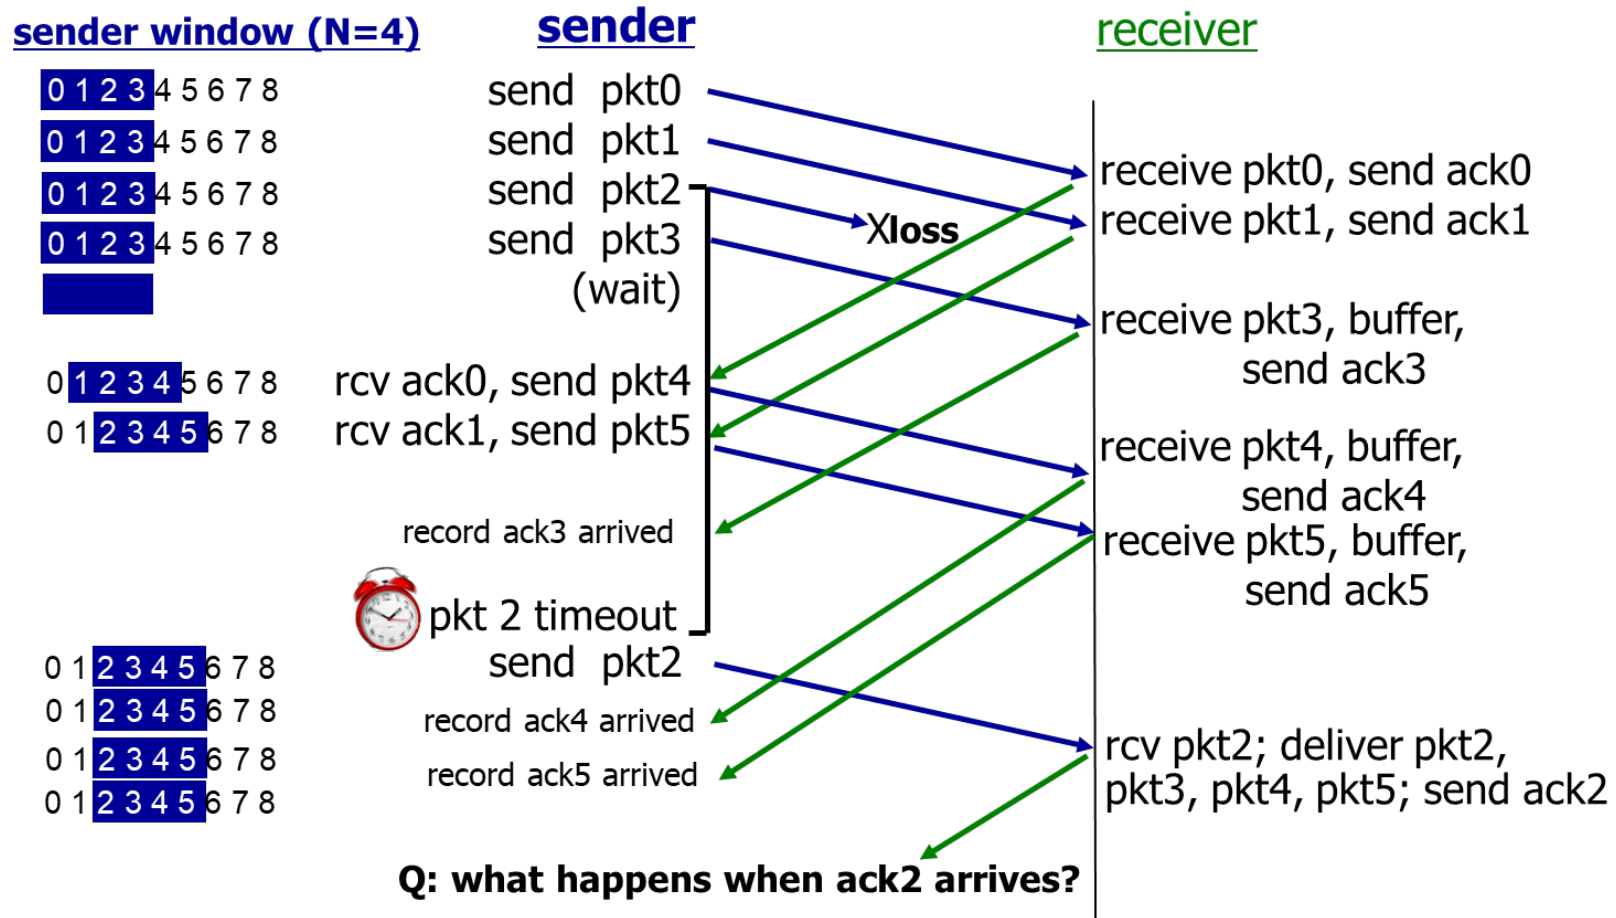 sender window (N=4) sender receiver
0 1 2 3 4 5 6 7 8 send pkt0
0 1 2 3 4 5 6 7 8 send pkt1
receive pkt0, send ack0
0 1 2 3 4 5 6 7 8 send pkt2
Xloss
receive pkt1, send ack1
0 1 2 3 4 5 6 7 8 send pkt3
(wait)
receive pkt3, buffer,
send ack3
0 1 2 3 4 5 6 7 8 rcv ack0, send pkt4
0 1 2 3 4 5 6 7 8 rcv ack1, send pkt5
receive pkt4, buffer,
send ack4
record ack3 arrived
receive pkt5, buffer,
send ack5
pkt 2 timeout
0 1 2 3 4 5 6 7 8 send pkt2
0 1 2 3 4 5 6 7 8 record ack4 arrived
0 1 2 3 4 5 6 7 8 record ack5 arrived
rcv pkt2; deliver pkt2,
pkt3, pkt4, pkt5; send ack2
0 1 2 3 4 5 6 7 8
Q: what happens when ack2 arrives?